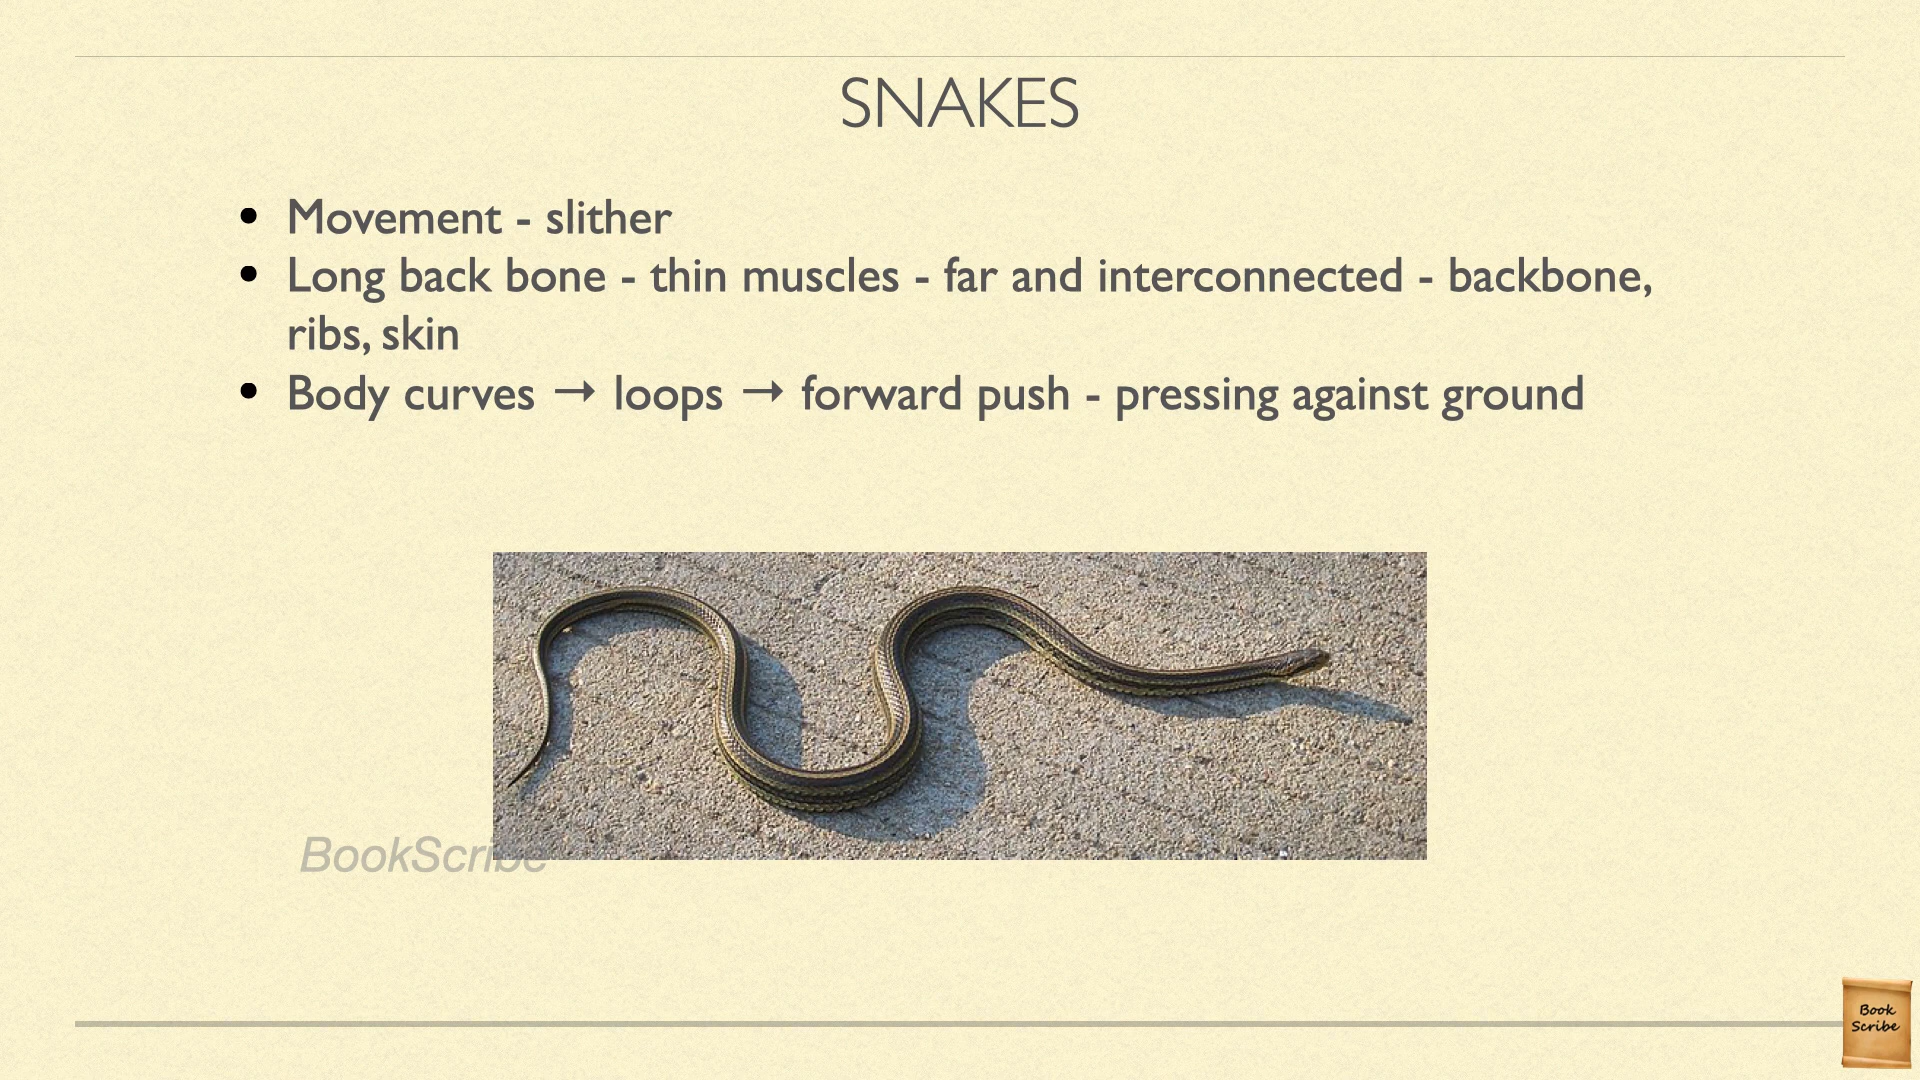 SNAKES
• Movement - slither
• Long back bone - thin muscles - far and interconnected - backbone,
ribs, skin
• Body curves → loops → forward push - pressing against ground
BookScribe
Book
Scribe